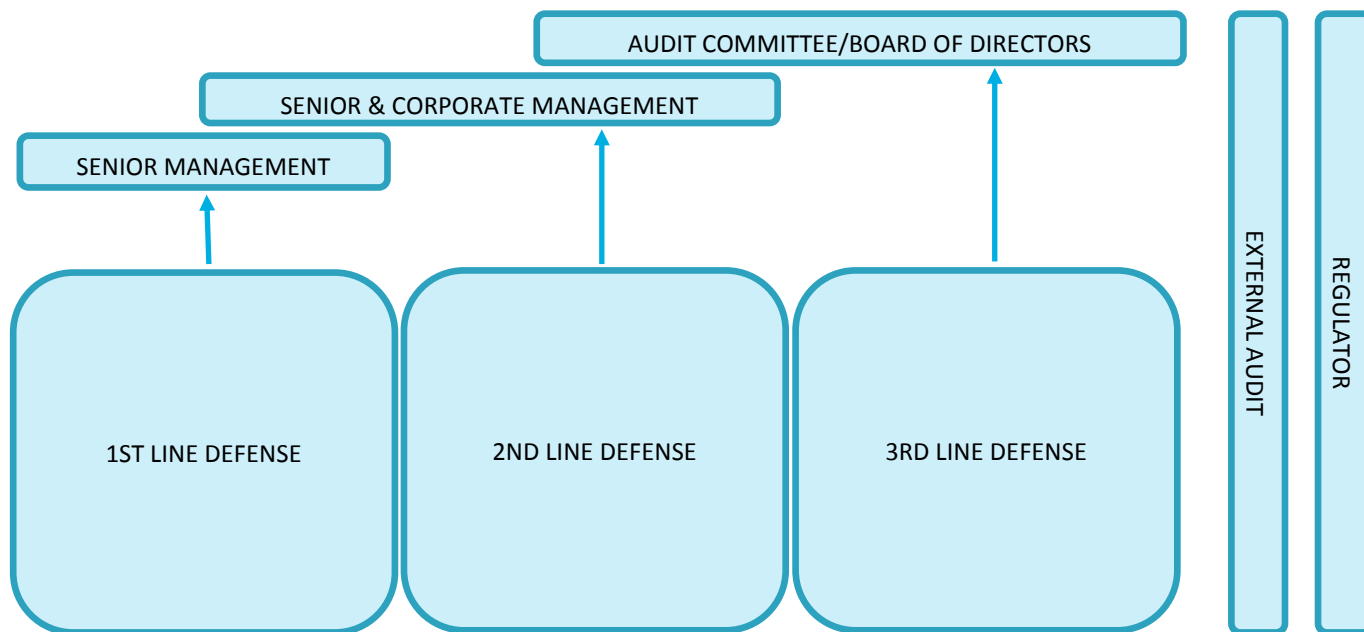 AUDIT COMMITTEE/BOARD OF DIRECTORS
SENIOR & CORPORATE MANAGEMENT
SENIOR MANAGEMENT
1ST LINE DEFENSE
2ND LINE DEFENSE
3RD LINE DEFENSE
EXTERNAL AUDIT
REGULATOR